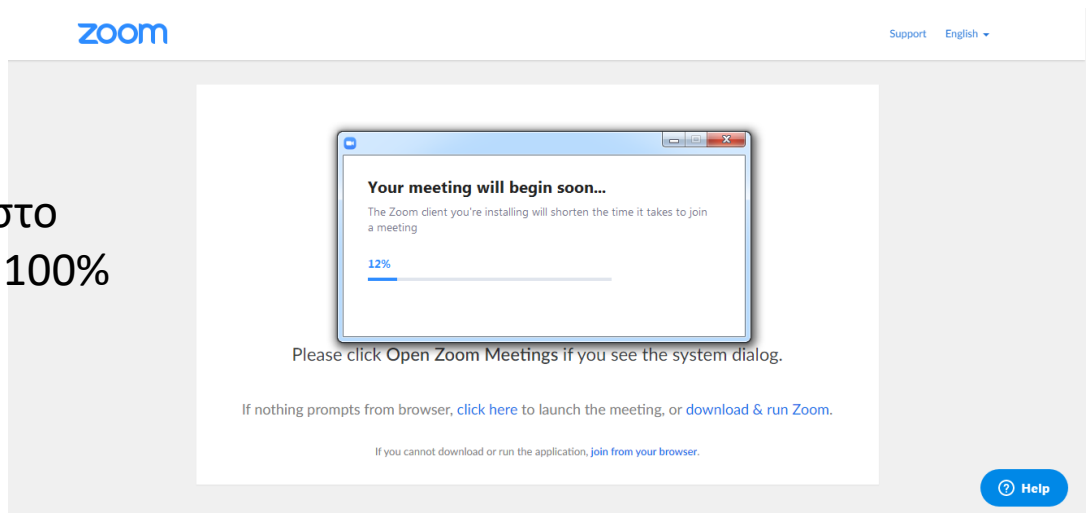 zoom
Support English
στο
100%
Your meeting will begin soon...
The Zoom client you're installing will shorten the time it takes to join
a meeting
12%
Please click Open Zoom Meetings if you see the system dialog.
If nothing prompts from browser, click here to launch the meeting, or download & run Zoom.
If you cannot download or run the application, join from your browser.
Help